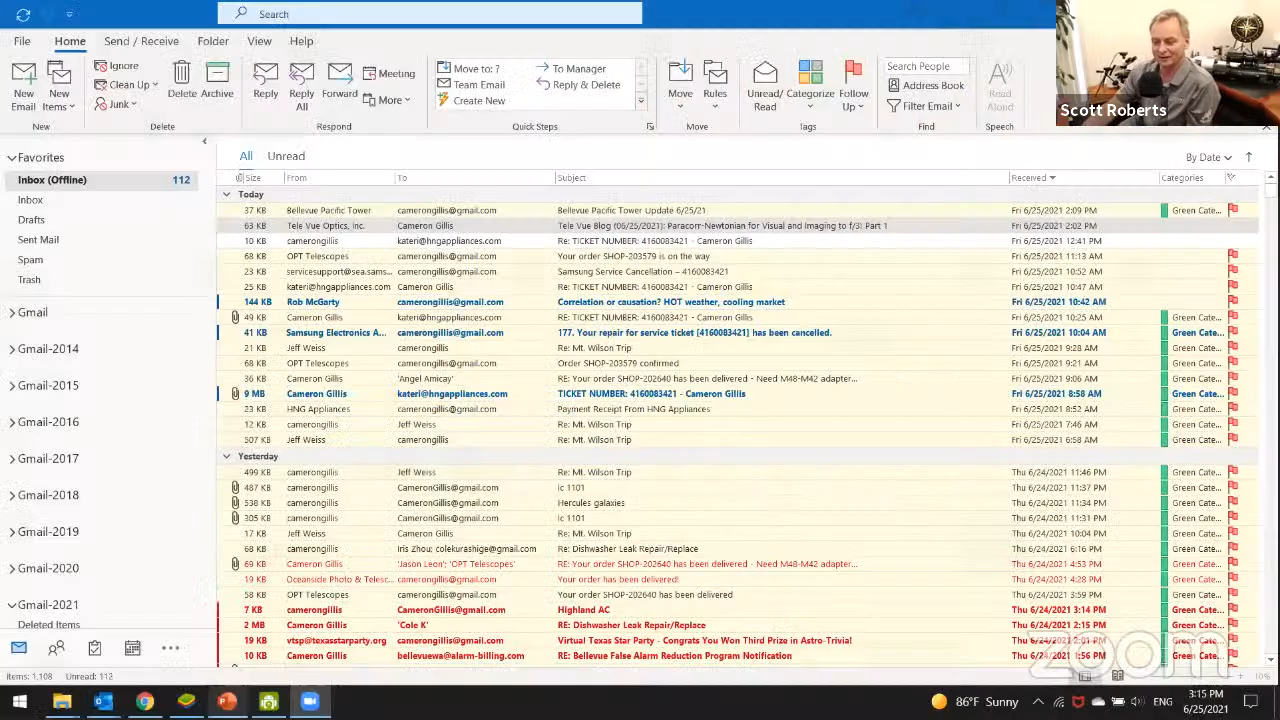 Search
File Home Send / Receive Folder View Help
Scott Roberts
New Email
New Items
Ignore
Clean Up
Junk
Delete Archive
Reply Reply All Forward
Meeting
More
Move to: ? To Manager
Team Email Reply & Delete
Create New
Move Rules
Unread/ Read Categorize Follow Up
Search People
Address Book
Filter Email
Read Aloud
New Delete Respond Quick Steps Move Tags Find Speech
Favorites
Inbox (Offline) 112
Inbox
Drafts
Sent Mail
Spam
Trash
Gmail
Gmail-2014
Gmail-2015
Gmail-2016
Gmail-2017
Gmail-2018
Gmail-2019
Gmail-2020
Gmail-2021
Deleted Items
All Unread By Date
Size From To Subject Received Categories
Today
37 KB Bellevue Pacific Tower camerongillis@gmail.com Bellevue Pacific Tower Update 6/25/21 Fri 6/25/2021 2:09 PM Green Cate...
63 KB Tele Vue Optics, Inc. Cameron Gillis Tele Vue Blog (06/25/2021): Paracorr-Newtonian for Visual and Imaging to f/3: Part 1 Fri 6/25/2021 2:02 PM
10 KB camerongillis kateri@hngappliances.com Re: TICKET NUMBER: 4160083421 - Cameron Gillis Fri 6/25/2021 12:41 PM
68 KB OPT Telescopes Cameron Gillis Your order SHOP-203579 is on the way Fri 6/25/2021 11:13 AM
23 KB servicesupport@sea.sams... Cameron Gillis Samsung Service Cancellation – 4160083421 Fri 6/25/2021 10:52 AM
25 KB kateri@hngappliances.com Cameron Gillis Re: TICKET NUMBER: 4160083421 - Cameron Gillis Fri 6/25/2021 10:47 AM
144 KB Rob McGarty camerongillis@gmail.com Correlation or causation? HOT weather, cooling market Fri 6/25/2021 10:42 AM
49 KB Cameron Gillis kateri@hngappliances.com RE: TICKET NUMBER: 4160083421 - Cameron Gillis Fri 6/25/2021 10:25 AM Green Cate...
41 KB Samsung Electronics A... camerongillis@gmail.com 177. Your repair for service ticket [4160083421] has been cancelled. Fri 6/25/2021 10:04 AM Green Cate...
21 KB Jeff Weiss camerongillis Re: Mt. Wilson Trip Fri 6/25/2021 9:28 AM Green Cate...
68 KB OPT Telescopes Cameron Gillis Order SHOP-203579 confirmed Fri 6/25/2021 9:21 AM Green Cate...
36 KB Cameron Gillis 'Angel Amicay' RE: Your order SHOP-202640 has been delivered - Need M48-M42 adapter... Fri 6/25/2021 9:06 AM Green Cate...
9 MB Cameron Gillis kateri@hngappliances.com TICKET NUMBER: 4160083421 - Cameron Gillis Fri 6/25/2021 8:58 AM Green Cate...
23 KB HNG Appliances Cameron Gillis Payment Receipt From HNG Appliances Fri 6/25/2021 8:52 AM Green Cate...
12 KB camerongillis Jeff Weiss Re: Mt. Wilson Trip Fri 6/25/2021 7:46 AM Green Cate...
507 KB Jeff Weiss camerongillis Re: Mt. Wilson Trip Fri 6/25/2021 6:58 AM Green Cate...
Yesterday
499 KB camerongillis Jeff Weiss Re: Mt. Wilson Trip Thu 6/24/2021 11:46 PM Green Cate...
487 KB camerongillis CameronGillis@gmail.com ic 1101 Thu 6/24/2021 11:37 PM Green Cate...
538 KB camerongillis CameronGillis@gmail.com Hercules galaxies Thu 6/24/2021 11:34 PM Green Cate...
305 KB camerongillis CameronGillis@gmail.com ic 1101 Thu 6/24/2021 11:31 PM Green Cate...
17 KB Jeff Weiss Cameron Gillis Re: Mt. Wilson Trip Thu 6/24/2021 10:04 PM Green Cate...
68 KB camerongillis Iris Zhou; colekurashige@gmail.com Re: Dishwasher Leak Repair/Replace Thu 6/24/2021 6:16 PM Green Cate...
69 KB Cameron Gillis 'Jason Leon'; 'OPT Telescopes' RE: Your order SHOP-202640 has been delivered - Need M48-M42 adapter... Thu 6/24/2021 4:53 PM Green Cate...
19 KB Oceanside Photo & Telesc... camerongillis@gmail.com Your order has been delivered! Thu 6/24/2021 4:28 PM Green Cate...
58 KB OPT Telescopes Cameron Gillis Your order SHOP-202640 has been delivered Thu 6/24/2021 3:59 PM Green Cate...
7 KB camerongillis CameronGillis@gmail.com Highland AC Thu 6/24/2021 3:14 PM Green Cate...
2 MB Cameron Gillis 'Cole K' RE: Dishwasher Leak Repair/Replace Thu 6/24/2021 2:15 PM Green Cate...
19 KB vtsp@texasstarparty.org camerongillis@gmail.com Virtual Texas Star Party - Congrats You Won Third Prize in Astro-Trivia! Thu 6/24/2021 2:01 PM Green Cate...
10 KB Cameron Gillis bellevuewa@alarm-billing.com RE: Bellevue False Alarm Reduction Program Notification Thu 6/24/2021 1:56 PM Green Cate...
zoom
Items: 1,108 Unread: 113 10%
86°F 3:15 PM
6/25/2021